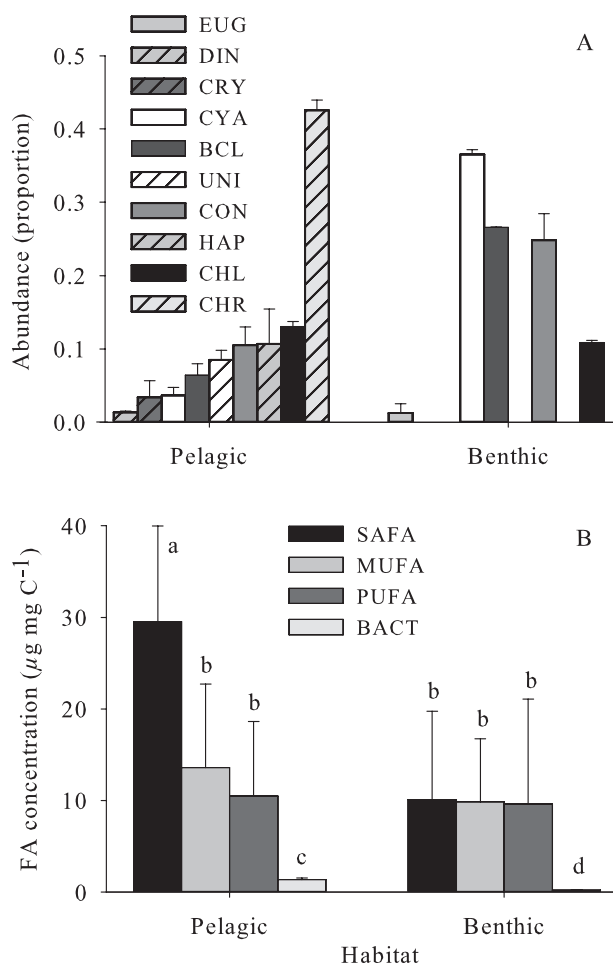 A
EUG
DIN
CRY
CYA
BCL
UNI
CON
HAP
CHL
CHR
Abundance (proportion)
0.5
0.4
0.3
0.2
0.1
0.0
Pelagic Benthic
B
SAFA
MUFA
PUFA
BACT
FA concentration (µg mg C⁻¹)
40
30
20
10
0
a
b
b
c
b
b
b
d
Pelagic Benthic
Habitat